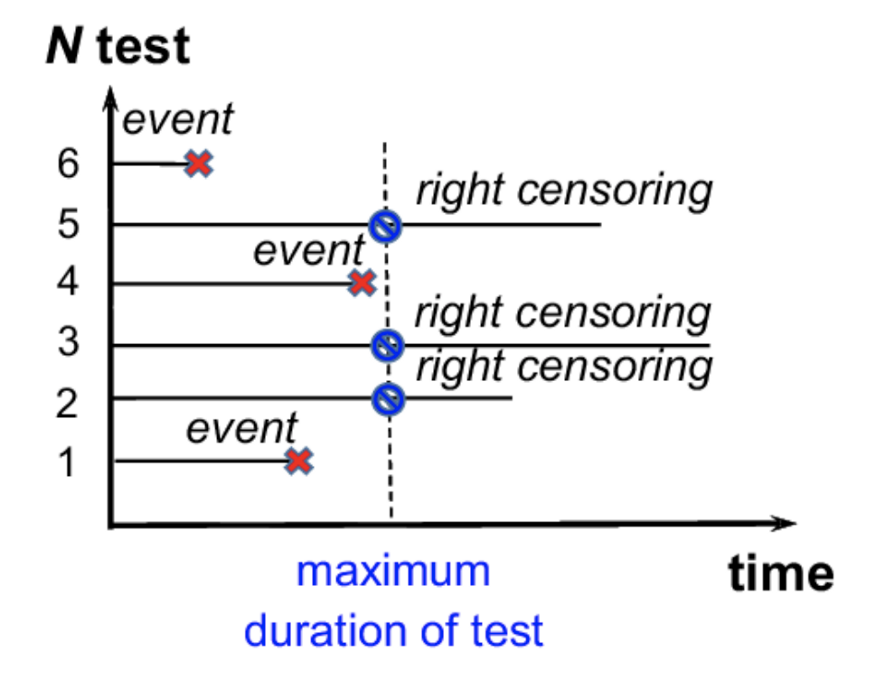 N test
event
6
right censoring
5
event
4
right censoring
3
right censoring
2
event
1
maximum
time
duration of test